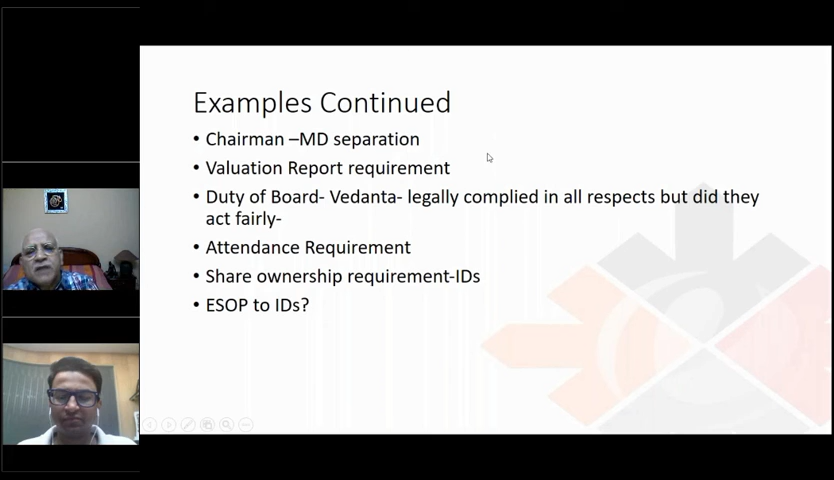 Examples Continued
• Chairman –MD separation
• Valuation Report requirement
• Duty of Board- Vedanta- legally complied in all respects but did they
act fairly-
• Attendance Requirement
• Share ownership requirement-IDs
• ESOP to IDs?